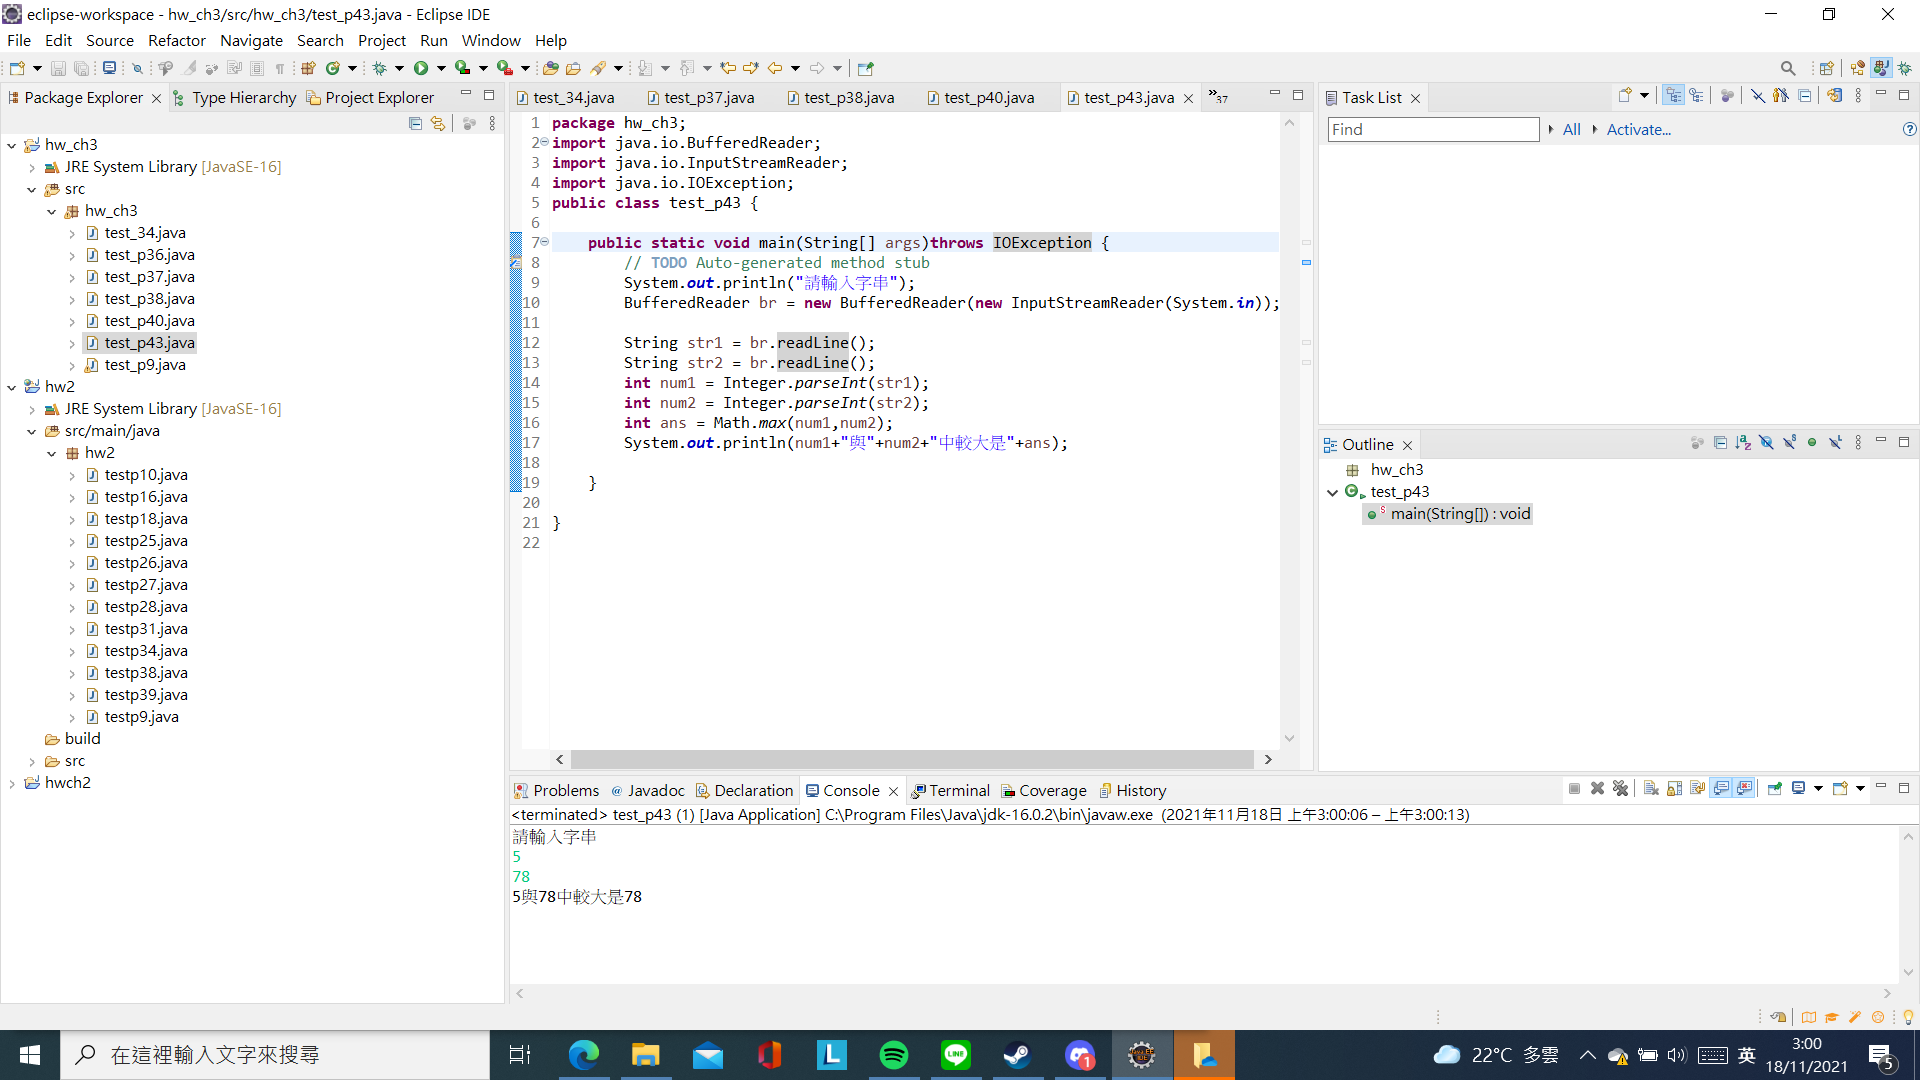 eclipse-workspace - hw_ch3/src/hw_ch3/test_p43.java - Eclipse IDE
File Edit Source Refactor Navigate Search Project Run Window Help
Package Explorer Type Hierarchy Project Explorer
hw_ch3
JRE System Library [JavaSE-16]
src
hw_ch3
test_34.java
test_p36.java
test_p37.java
test_p38.java
test_p40.java
test_p43.java
test_p9.java
hw2
JRE System Library [JavaSE-16]
src/main/java
hw2
testp10.java
testp16.java
testp18.java
testp25.java
testp26.java
testp27.java
testp28.java
testp31.java
testp34.java
testp38.java
testp39.java
testp9.java
build
src
hwch2
test_34.java test_p37.java test_p38.java test_p40.java test_p43.java »37
1 package hw_ch3;
2 import java.io.BufferedReader;
3 import java.io.InputStreamReader;
4 import java.io.IOException;
5 public class test_p43 {
6
7 public static void main(String[] args)throws IOException {
8 // TODO Auto-generated method stub
9 System.out.println("請輸入字串");
10 BufferedReader br = new BufferedReader(new InputStreamReader(System.in));
11
12 String str1 = br.readLine();
13 String str2 = br.readLine();
14 int num1 = Integer.parseInt(str1);
15 int num2 = Integer.parseInt(str2);
16 int ans = Math.max(num1,num2);
17 System.out.println(num1+"與"+num2+"中較大是"+ans);
18
19 }
20
21 }
22
Task List
Find All Activate...
Outline
hw_ch3
test_p43
main(String[]) : void
Problems Javadoc Declaration Console Terminal Coverage History
<terminated> test_p43 (1) [Java Application] C:\Program Files\Java\jdk-16.0.2\bin\javaw.exe (2021年11月18日 上午3:00:06 – 上午3:00:13)
請輸入字串
5
78
5與78中較大是78
在這裡輸入文字來搜尋
1
22°C 多雲
英
3:00
18/11/2021
5